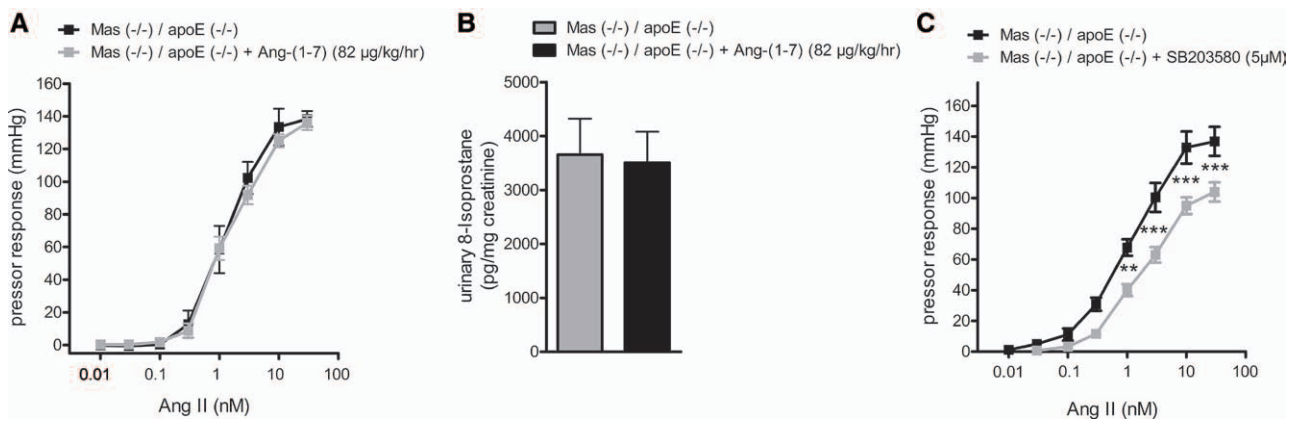 A
Mas (-/-) / apoE (-/-)
Mas (-/-) / apoE (-/-) + Ang-(1-7) (82 µg/kg/hr)
pressor response (mmHg)
160
140
120
100
80
60
40
20
0
0.01
0.1
1
10
100
Ang II (nM)
B
Mas (-/-) / apoE (-/-)
Mas (-/-) / apoE (-/-) + Ang-(1-7) (82 µg/kg/hr)
urinary 8-Isoprostane
(pg/mg creatinine)
5000
4000
3000
2000
1000
0
C
Mas (-/-) / apoE (-/-)
Mas (-/-) / apoE (-/-) + SB203580 (5µM)
pressor response (mmHg)
160
140
120
100
80
60
40
20
0
**
***
***
***
0.01
0.1
1
10
100
Ang II (nM)